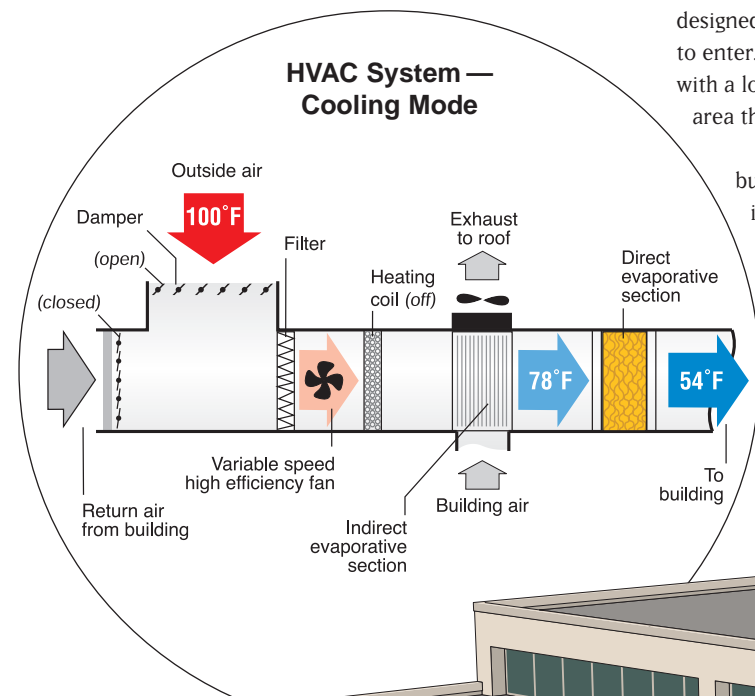 designed
to enter,
with a lo
area th
bu
i
HVAC System —
Cooling Mode
Outside air
100˚F
Damper
(open)
(closed)
Filter
Heating
coil (off)
Exhaust
to roof
Direct
evaporative
section
78˚F
54˚F
Variable speed
high efficiency fan
Return air
from building
Indirect
evaporative
section
Building air
To
building